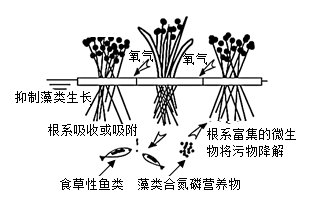 氧气
氧气
抑制藻类生长
根系吸收或吸附
根系富集的微生
物将污物降解
食草性鱼类
藻类合氮磷营养物